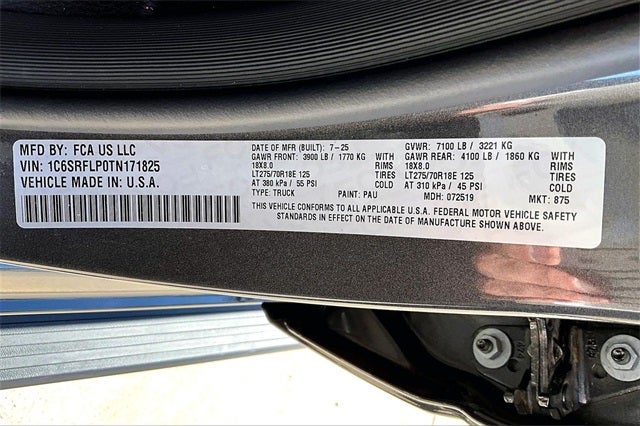 MFD BY: FCA US LLC
VIN: 1C6SRFLP0TN171825
VEHICLE MADE IN U.S.A.
DATE OF MFR (BUILT): 7-25
GAWR FRONT: 3900 LB / 1770 KG WITH
18X8.0 RIMS
LT275/70R18E 125 TIRES
AT 380 kPa / 55 PSI COLD
TYPE: TRUCK PAINT: PAU
GVWR: 7100 LB / 3221 KG
GAWR REAR: 4100 LB / 1860 KG WITH
18X8.0 RIMS
LT275/70R18E 125 TIRES
AT 310 kPa / 45 PSI COLD
MDH: 072519 MKT: 875
THIS VEHICLE CONFORMS TO ALL APPLICABLE U.S.A. FEDERAL MOTOR VEHICLE SAFETY
STANDARDS IN EFFECT ON THE DATE OF MANUFACTURE SHOWN ABOVE.